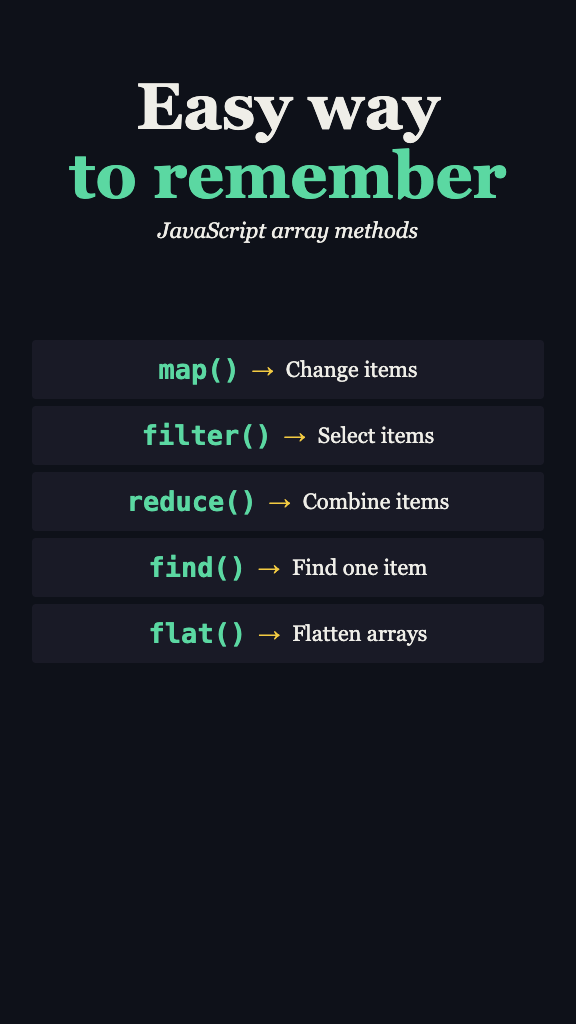 Easy way
to remember
JavaScript array methods
map() → Change items
filter() → Select items
reduce() → Combine items
find() → Find one item
flat() → Flatten arrays